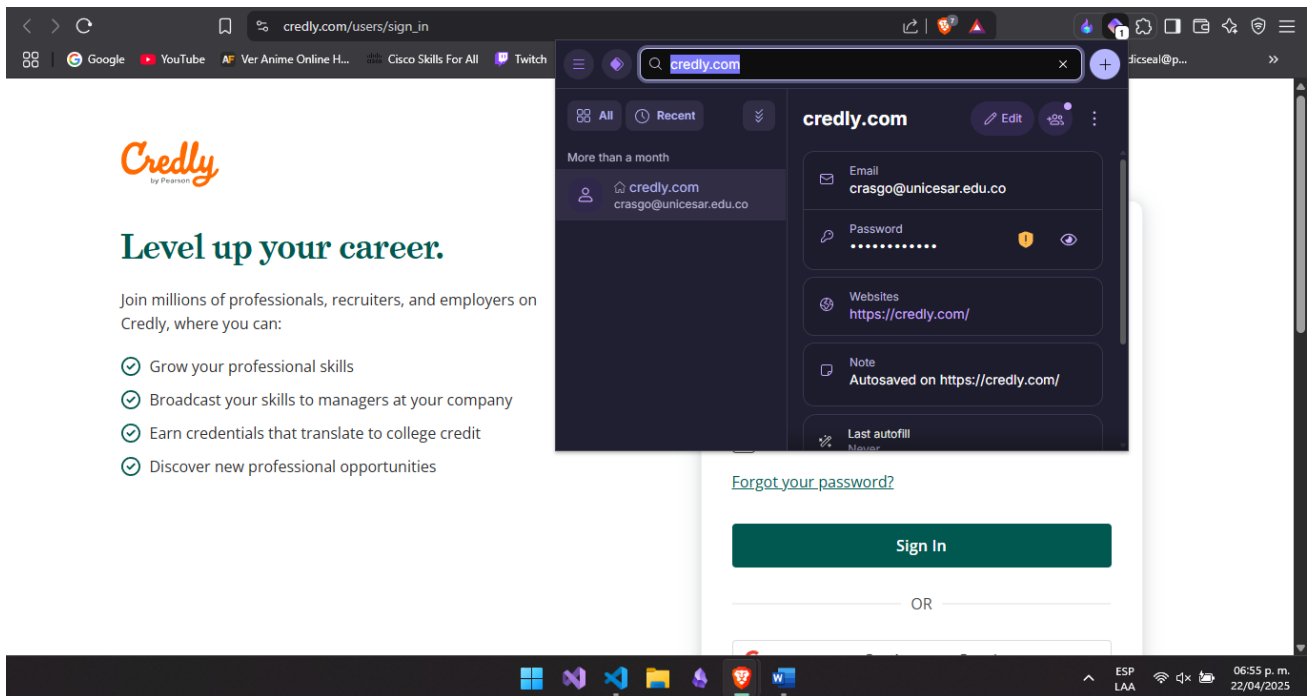 credly.com/users/sign_in
7
1
Google
YouTube
AF Ver Anime Online H...
Cisco Skills For All
Twitch
dicseal@p...
credly.com
All
Recent
More than a month
credly.com
crasgo@unicesar.edu.co
credly.com
Edit
Email
crasgo@unicesar.edu.co
Password
••••••••••••
Websites
https://credly.com/
Note
Autosaved on https://credly.com/
Last autofill
Never
Credly
by Pearson
Level up your career.
Join millions of professionals, recruiters, and employers on
Credly, where you can:
Grow your professional skills
Broadcast your skills to managers at your company
Earn credentials that translate to college credit
Discover new professional opportunities
Forgot your password?
Sign In
OR
W
ESP
LAA
06:55 p. m.
22/04/2025